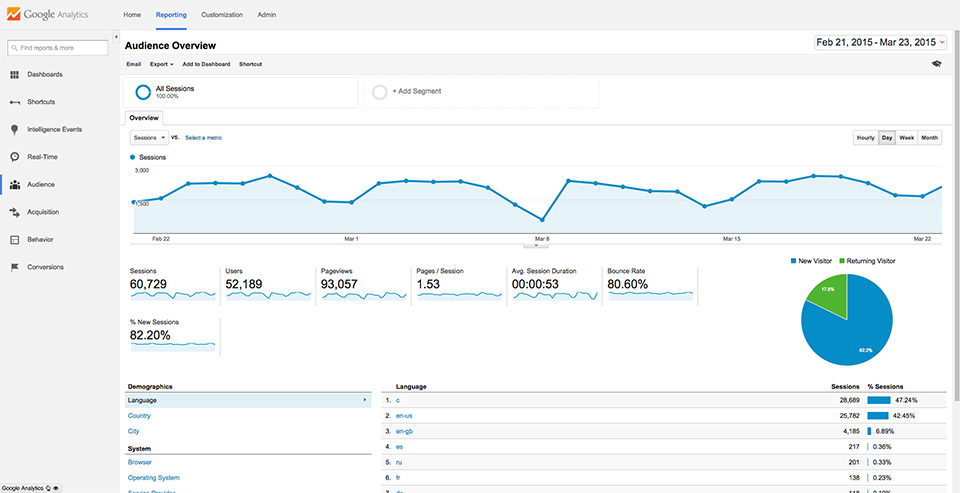 Google Analytics
Home Reporting Customization Admin
Find reports & more
Dashboards
Shortcuts
Intelligence Events
Real-Time
Audience
Acquisition
Behavior
Conversions
Google Analytics
Audience Overview
Feb 21, 2015 - Mar 23, 2015
Email Export Add to Dashboard Shortcut
All Sessions
100.00%
+ Add Segment
Overview
Sessions VS. Select a metric
Hourly Day Week Month
Sessions
3,000
1,500
Feb 22 Mar 1 Mar 8 Mar 15 Mar 22
Sessions
60,729
Users
52,189
Pageviews
93,057
Pages / Session
1.53
Avg. Session Duration
00:00:53
Bounce Rate
80.60%
% New Sessions
82.20%
New Visitor Returning Visitor
17.8%
82.2%
Demographics
Language
Country
City
System
Browser
Operating System
Service Provider
Language Sessions % Sessions
1. c 28,689 47.24%
2. en-us 25,782 42.45%
3. en-gb 4,185 6.89%
4. es 217 0.36%
5. ru 201 0.33%
6. fr 138 0.23%
7.